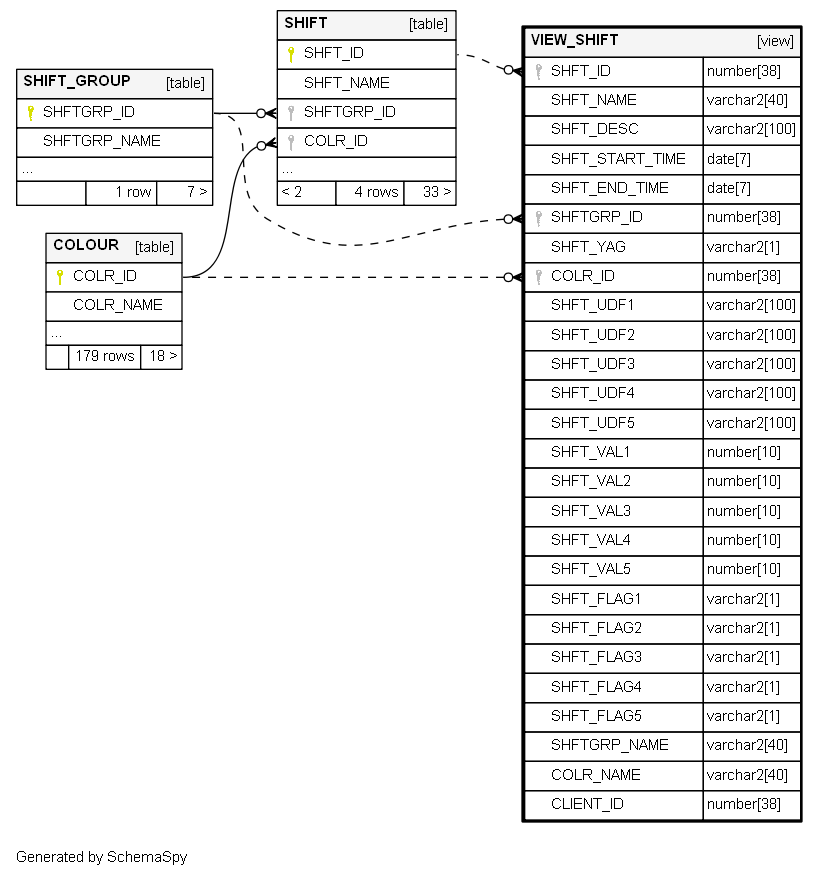 SHIFT [table]
SHFT_ID
SHFT_NAME
SHFTGRP_ID
COLR_ID
...
< 2 4 rows 33 >
SHIFT_GROUP [table]
SHFTGRP_ID
SHFTGRP_NAME
...
1 row 7 >
COLOUR [table]
COLR_ID
COLR_NAME
...
179 rows 18 >
VIEW_SHIFT [view]
SHFT_ID number[38]
SHFT_NAME varchar2[40]
SHFT_DESC varchar2[100]
SHFT_START_TIME date[7]
SHFT_END_TIME date[7]
SHFTGRP_ID number[38]
SHFT_YAG varchar2[1]
COLR_ID number[38]
SHFT_UDF1 varchar2[100]
SHFT_UDF2 varchar2[100]
SHFT_UDF3 varchar2[100]
SHFT_UDF4 varchar2[100]
SHFT_UDF5 varchar2[100]
SHFT_VAL1 number[10]
SHFT_VAL2 number[10]
SHFT_VAL3 number[10]
SHFT_VAL4 number[10]
SHFT_VAL5 number[10]
SHFT_FLAG1 varchar2[1]
SHFT_FLAG2 varchar2[1]
SHFT_FLAG3 varchar2[1]
SHFT_FLAG4 varchar2[1]
SHFT_FLAG5 varchar2[1]
SHFTGRP_NAME varchar2[40]
COLR_NAME varchar2[40]
CLIENT_ID number[38]
Generated by SchemaSpy